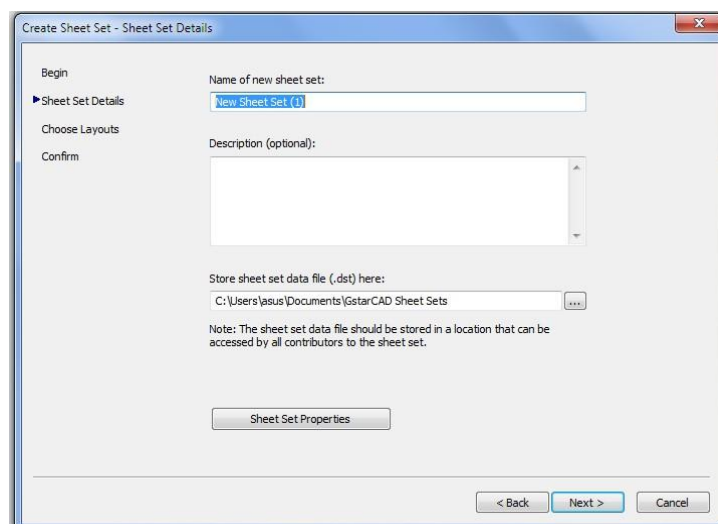 Create Sheet Set - Sheet Set Details
Begin
Sheet Set Details
Choose Layouts
Confirm
Name of new sheet set:
New Sheet Set (1)
Description (optional):
Store sheet set data file (.dst) here:
C:\Users\asus\Documents\GstarCAD Sheet Sets
...
Note: The sheet set data file should be stored in a location that can be
accessed by all contributors to the sheet set.
Sheet Set Properties
< Back
Next >
Cancel